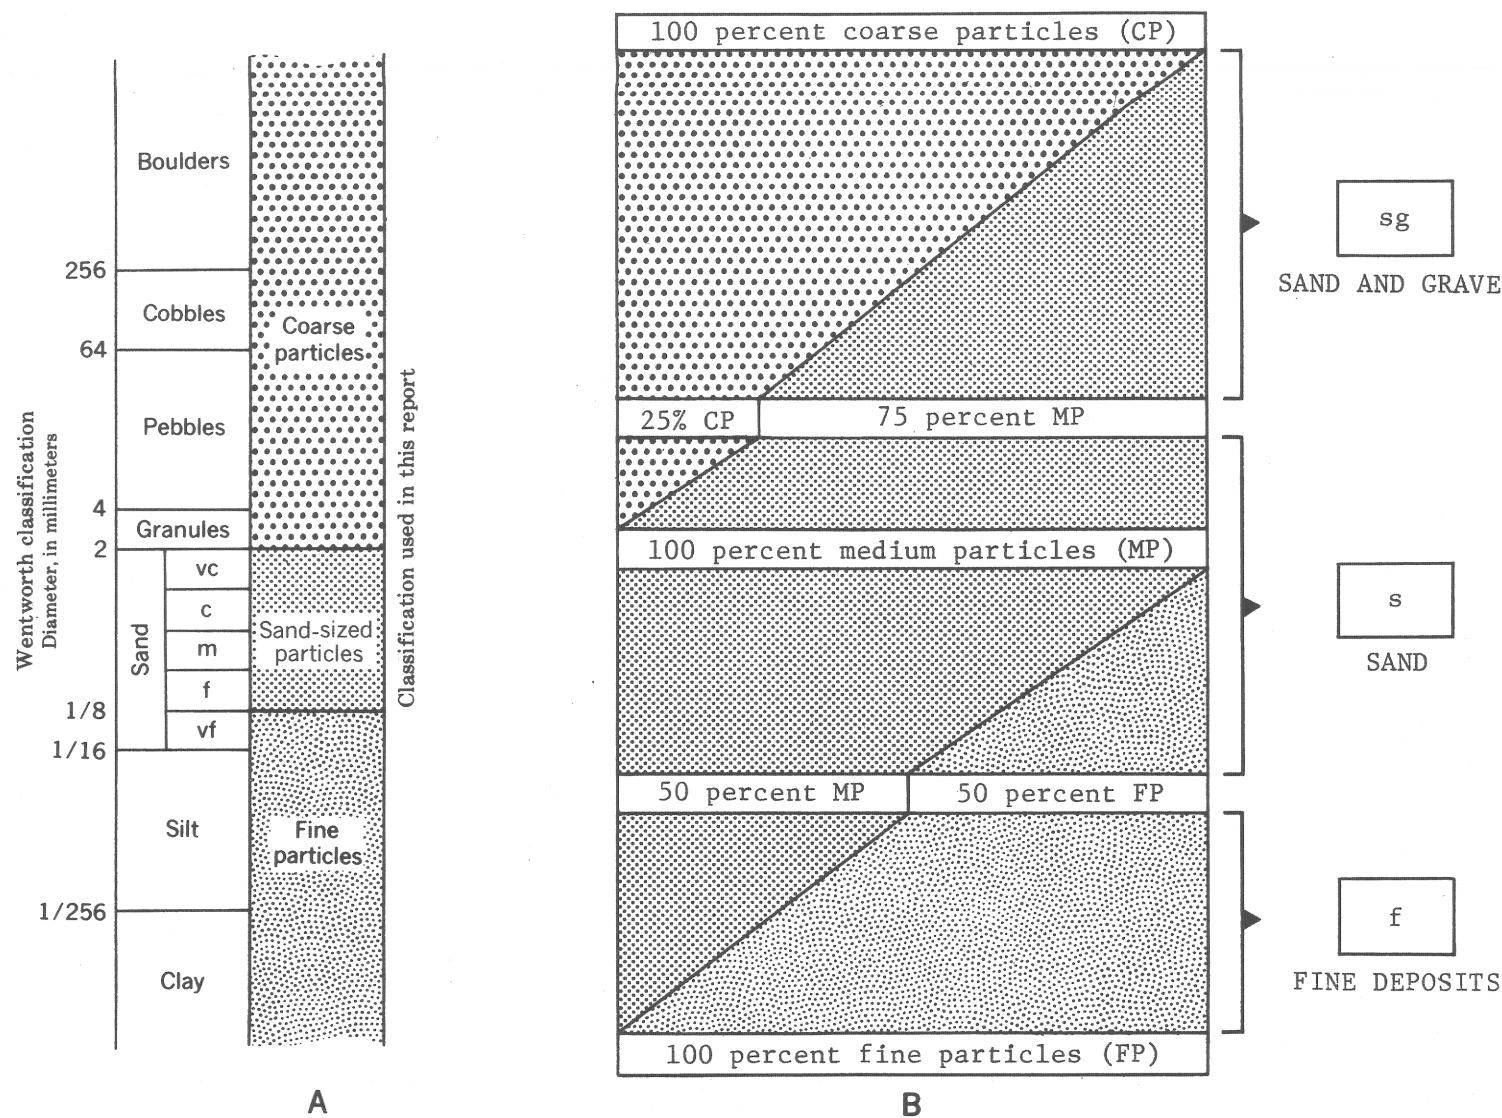 Wentworth classification
Diameter, in millimeters
Boulders
256
Cobbles
64
Pebbles
4
Granules
2
Sand
vc
c
m
f
1/8
vf
1/16
Silt
1/256
Clay
Coarse
particles
Sand-sized
particles
Fine
particles
Classification used in this report
A
100 percent coarse particles (CP)
25% CP
75 percent MP
100 percent medium particles (MP)
50 percent MP
50 percent FP
100 percent fine particles (FP)
B
sg
SAND AND GRAVE
s
SAND
f
FINE DEPOSITS